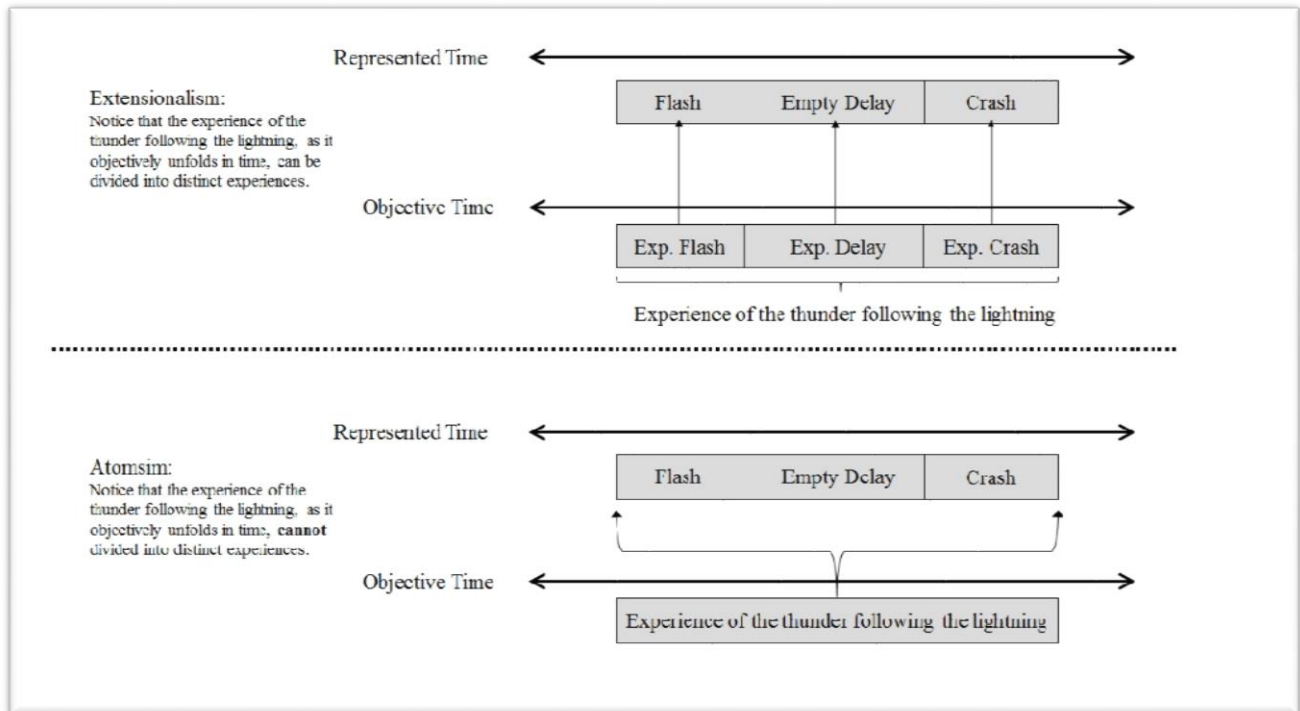 Represented Time
Flash Empty Delay Crash
Extensionalism:
Notice that the experience of the
thunder following the lightning, as it
objectively unfolds in time, can be
divided into distinct experiences.
Objective Time
Exp. Flash Exp. Delay Exp. Crash
Experience of the thunder following the lightning
Represented Time
Flash Empty Delay Crash
Atomsim:
Notice that the experience of the
thunder following the lightning, as it
objectively unfolds in time, cannot
divided into distinct experiences.
Objective Time
Experience of the thunder following the lightning